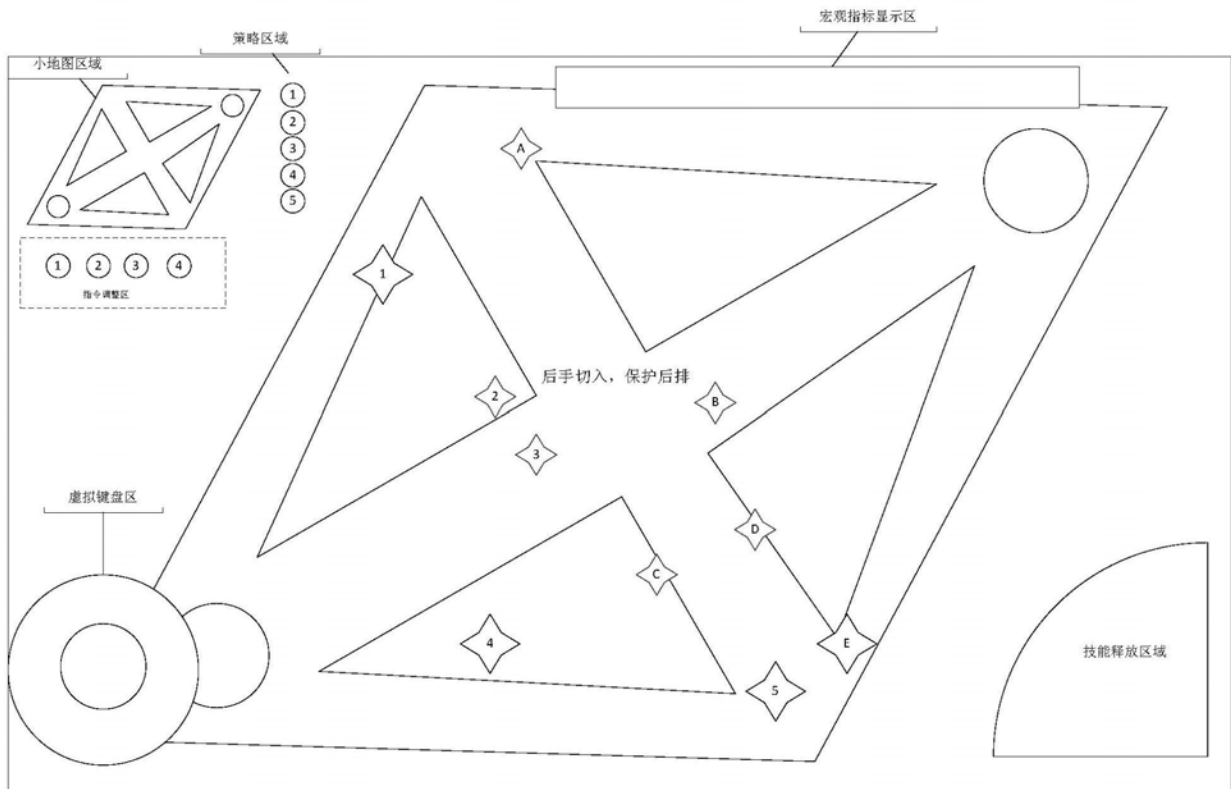 宏观指标显示区
策略区域
小地图区域
1
2
3
4
5
1 2 3 4
指令调整区
A
1
后手切入，保护后排
2
B
3
虚拟键盘区
D
C
4
E
5
技能释放区域